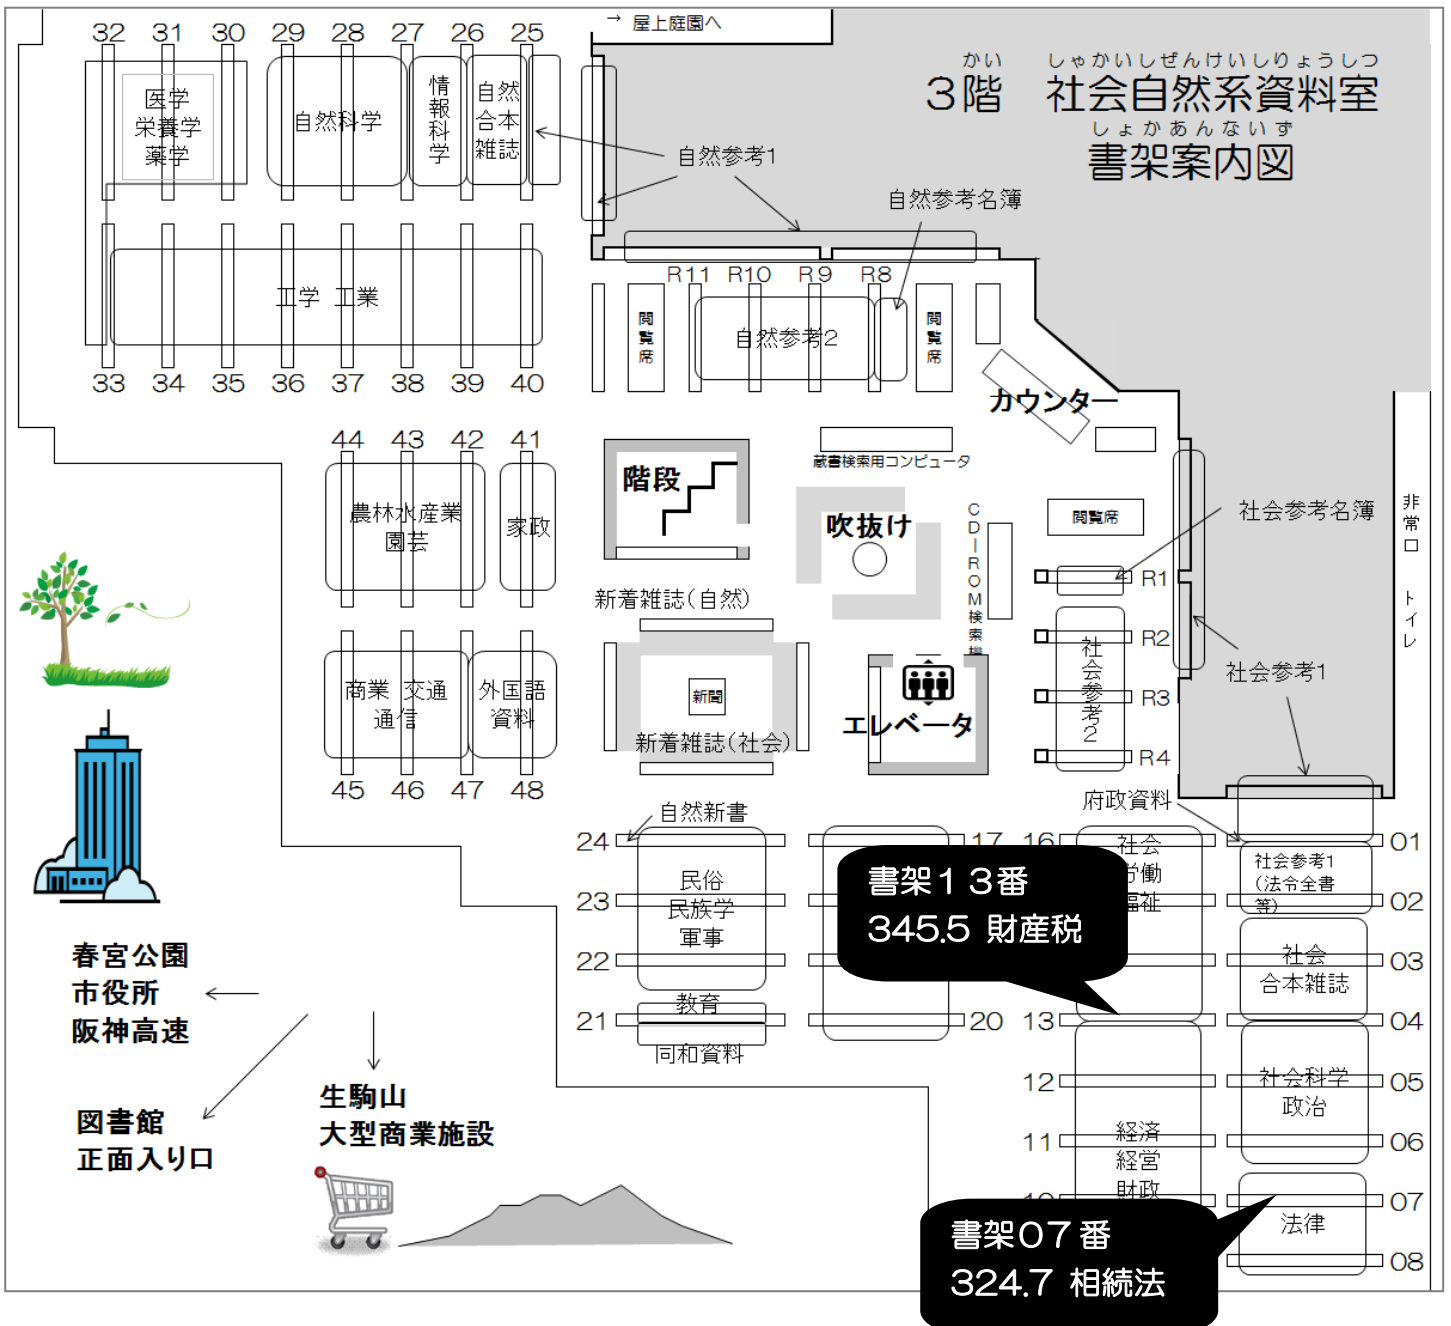 → 屋上庭園へ
かい しゃかいしぜんけいしりょうしつ
3階 社会自然系資料室
しょかあんないず
書架案内図
32 31 30 29 28 27 26 25
医学
栄養学
薬学
自然科学
情報科学
自然
合本
雑誌
自然参考1
自然参考名簿
工学 工業
33 34 35 36 37 38 39 40
R11 R10 R9 R8
閲覧席
自然参考2
閲覧席
カウンター
44 43 42 41
農林水産業
園芸
家政
階段
蔵書検索用コンピュータ
吹抜け
CD|ROM検索機
閲覧席
社会参考名簿
非常口 トイレ
R1
R2
R3
R4
社会参考2
社会参考1
新着雑誌(自然)
新聞
新着雑誌(社会)
エレベータ
商業 交通
通信
外国語
資料
45 46 47 48
府政資料
自然新書
24
23
22
21
民俗
民族学
軍事
教育
同和資料
17
20
16
社会
労働
福祉
書架13番
345.5 財産税
13
12
11
10
経済
経営
財政
社会参考1
(法令全書
等)
社会
合本雑誌
社会科学
政治
法律
01
02
03
04
05
06
07
08
書架07番
324.7 相続法
春宮公園
市役所
阪神高速
図書館
正面入り口
生駒山
大型商業施設